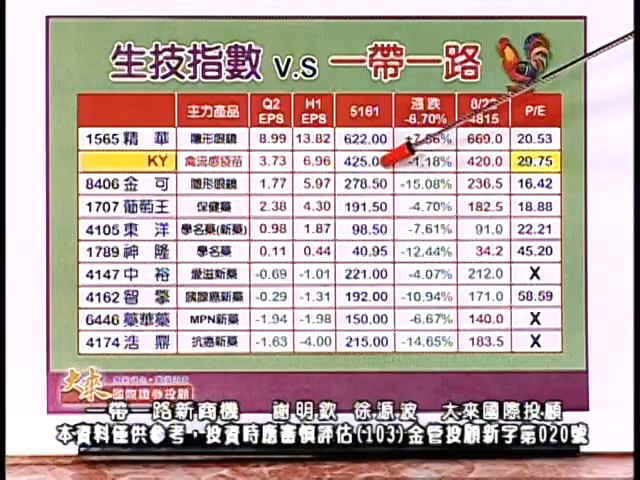 生技指數 v.s 一帶一路
主力產品 Q2 EPS H1 EPS 5161 漲跌 -6.70% P/E
1565 精華 隱形眼鏡 8.99 13.82 622.00 669.0 20.53
KY 禽流感疫苗 3.73 6.96 425.00 -1.18% 420.0 29.75
8406 金可 隱形眼鏡 1.77 5.97 278.50 -15.08% 236.5 16.42
1707 葡萄王 保健藥 2.38 4.30 191.50 -4.70% 182.5 18.88
4105 東洋 學名藥(新藥) 0.98 1.87 98.50 -7.61% 91.0 22.21
1789 神隆 學名藥 0.11 0.44 40.95 -12.44% 34.2 45.20
4147 中裕 愛滋新藥 -0.69 -1.01 221.00 -4.07% 212.0 X
4162 智擎 胰腺癌新藥 -0.29 -1.31 192.00 -10.94% 171.0 58.59
6446 藥華藥 MPN新藥 -1.94 -1.98 150.00 -6.67% 140.0 X
4174 浩鼎 抗癌新藥 -1.63 -4.00 215.00 -14.65% 183.5 X
大來
國際證券投顧
一帶一路新商機 謝明欽 徐源波 大來國際投顧
本資料僅供參考，投資時應審慎評估(103)金管投顧新字第020號